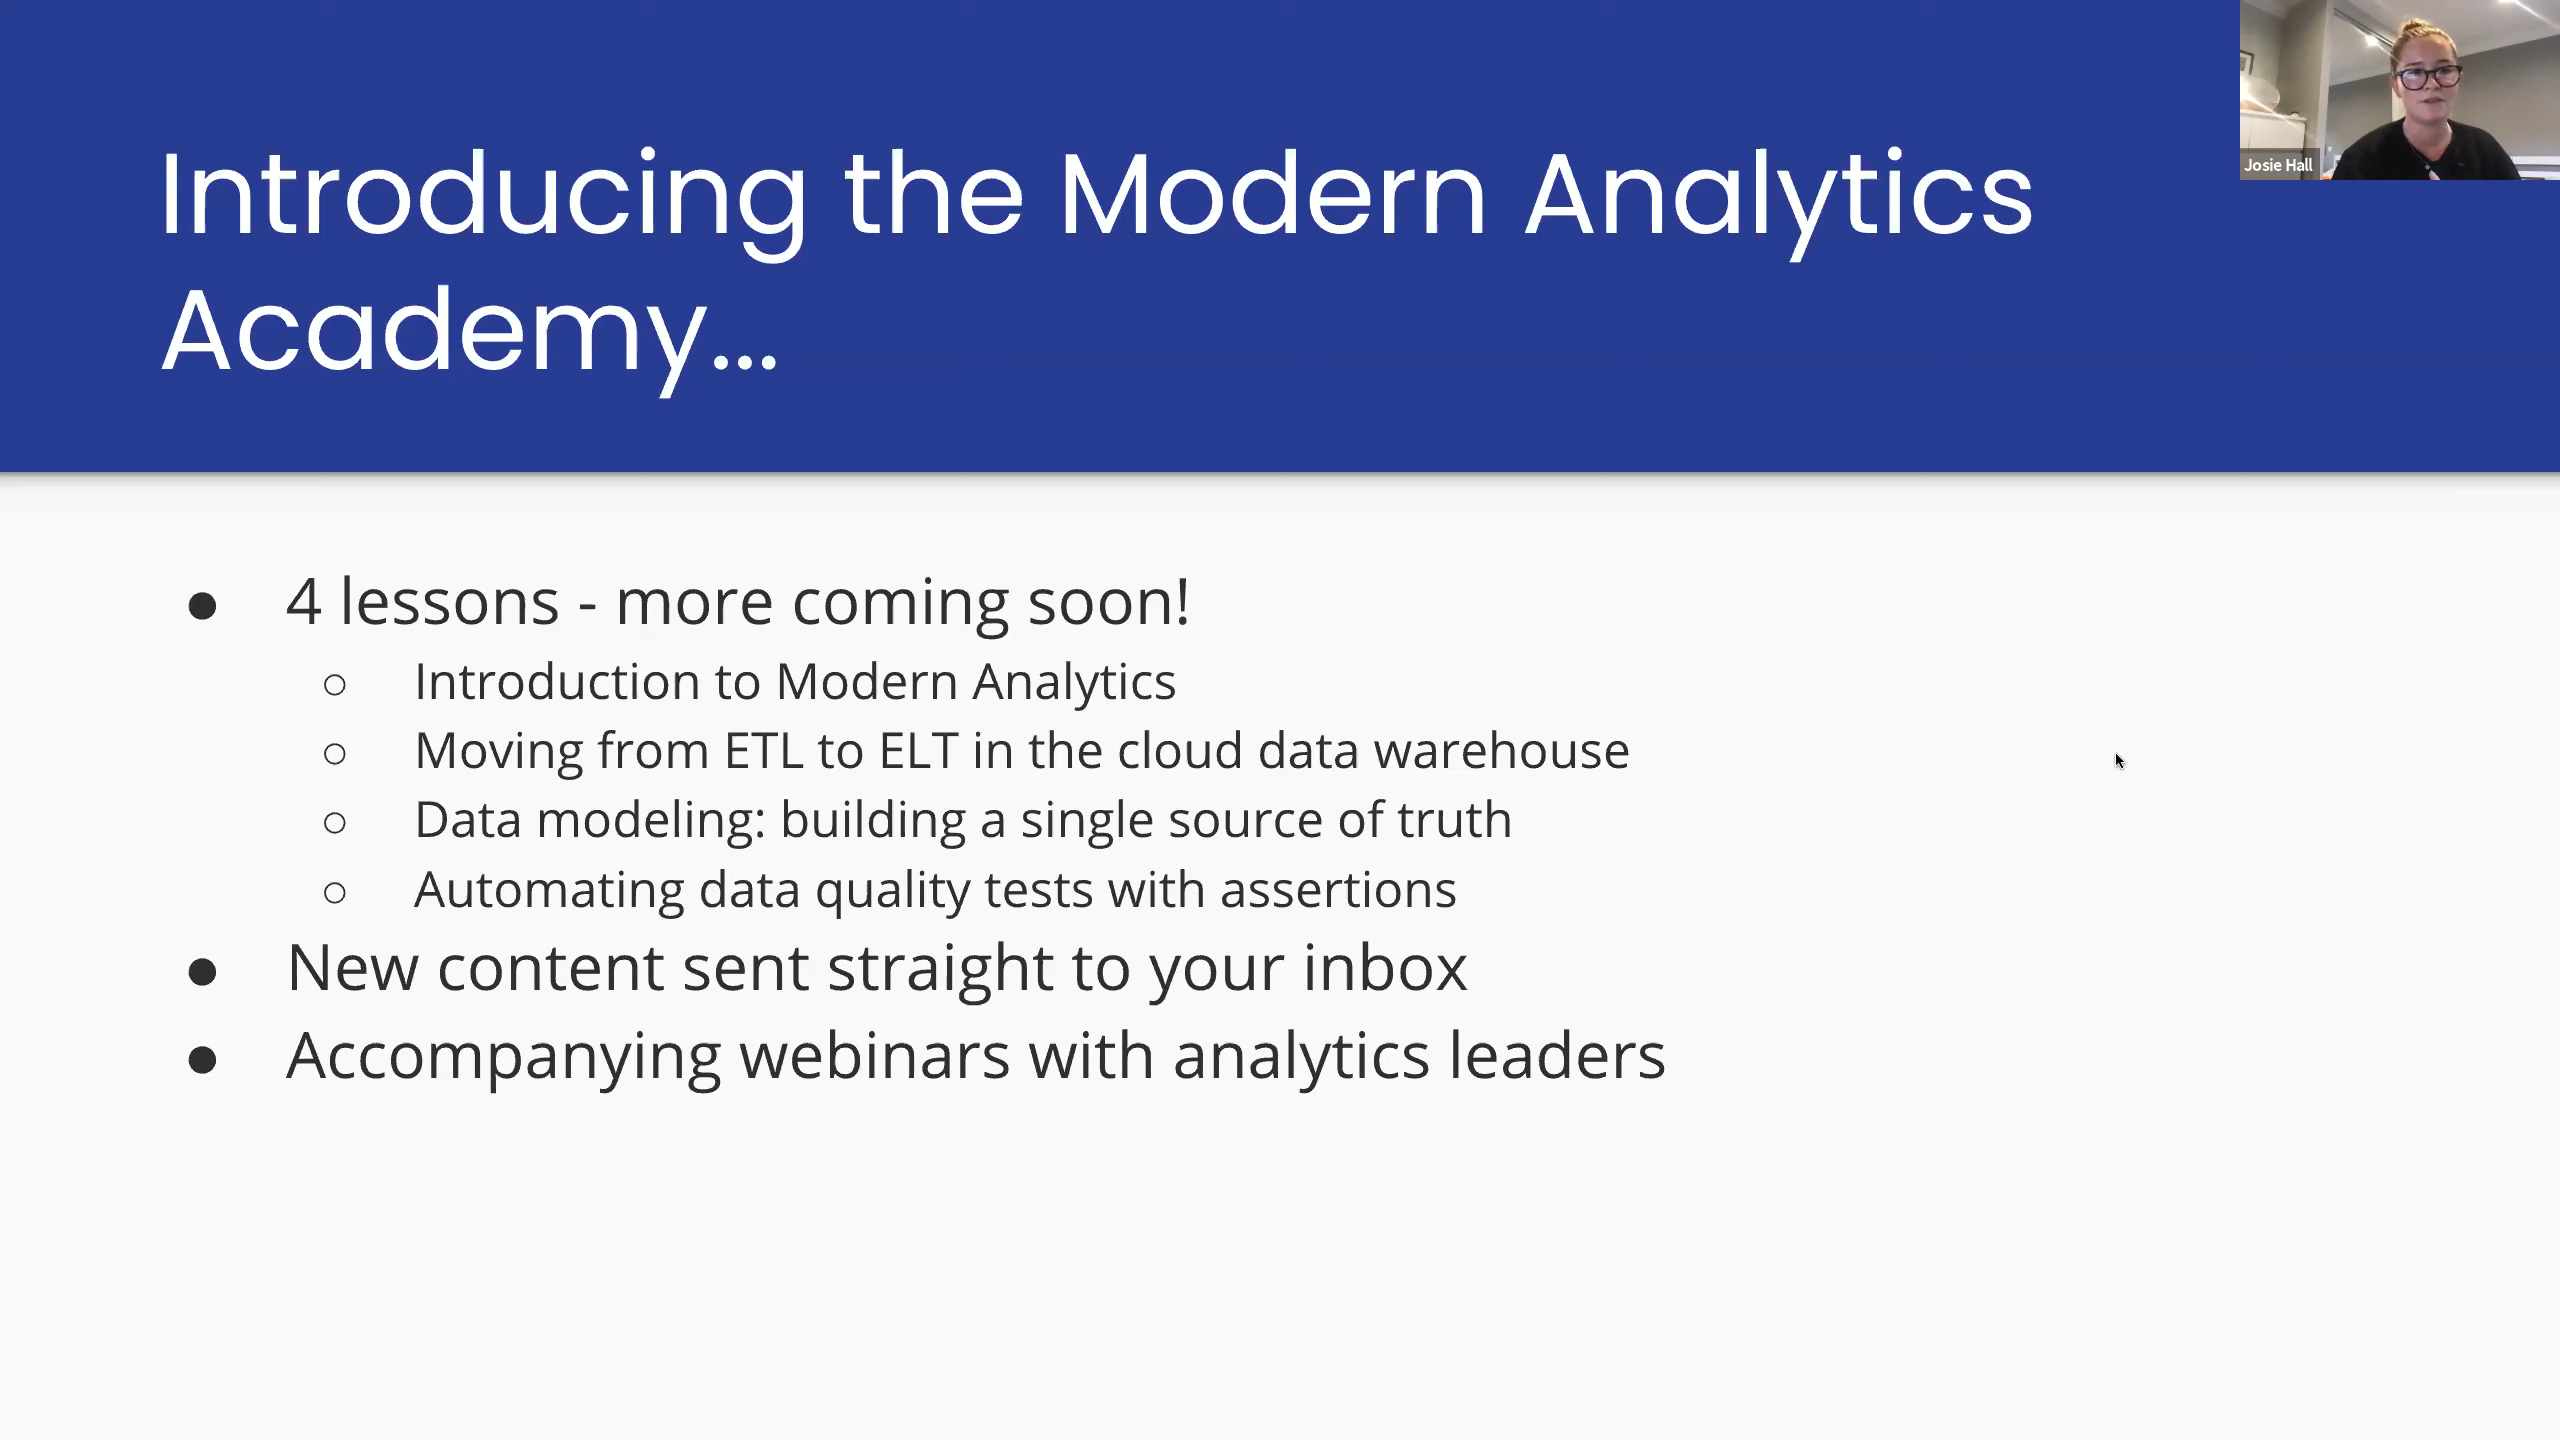 Introducing the Modern Analytics
Academy...
Josie Hall
● 4 lessons - more coming soon!
○ Introduction to Modern Analytics
○ Moving from ETL to ELT in the cloud data warehouse
○ Data modeling: building a single source of truth
○ Automating data quality tests with assertions
● New content sent straight to your inbox
● Accompanying webinars with analytics leaders